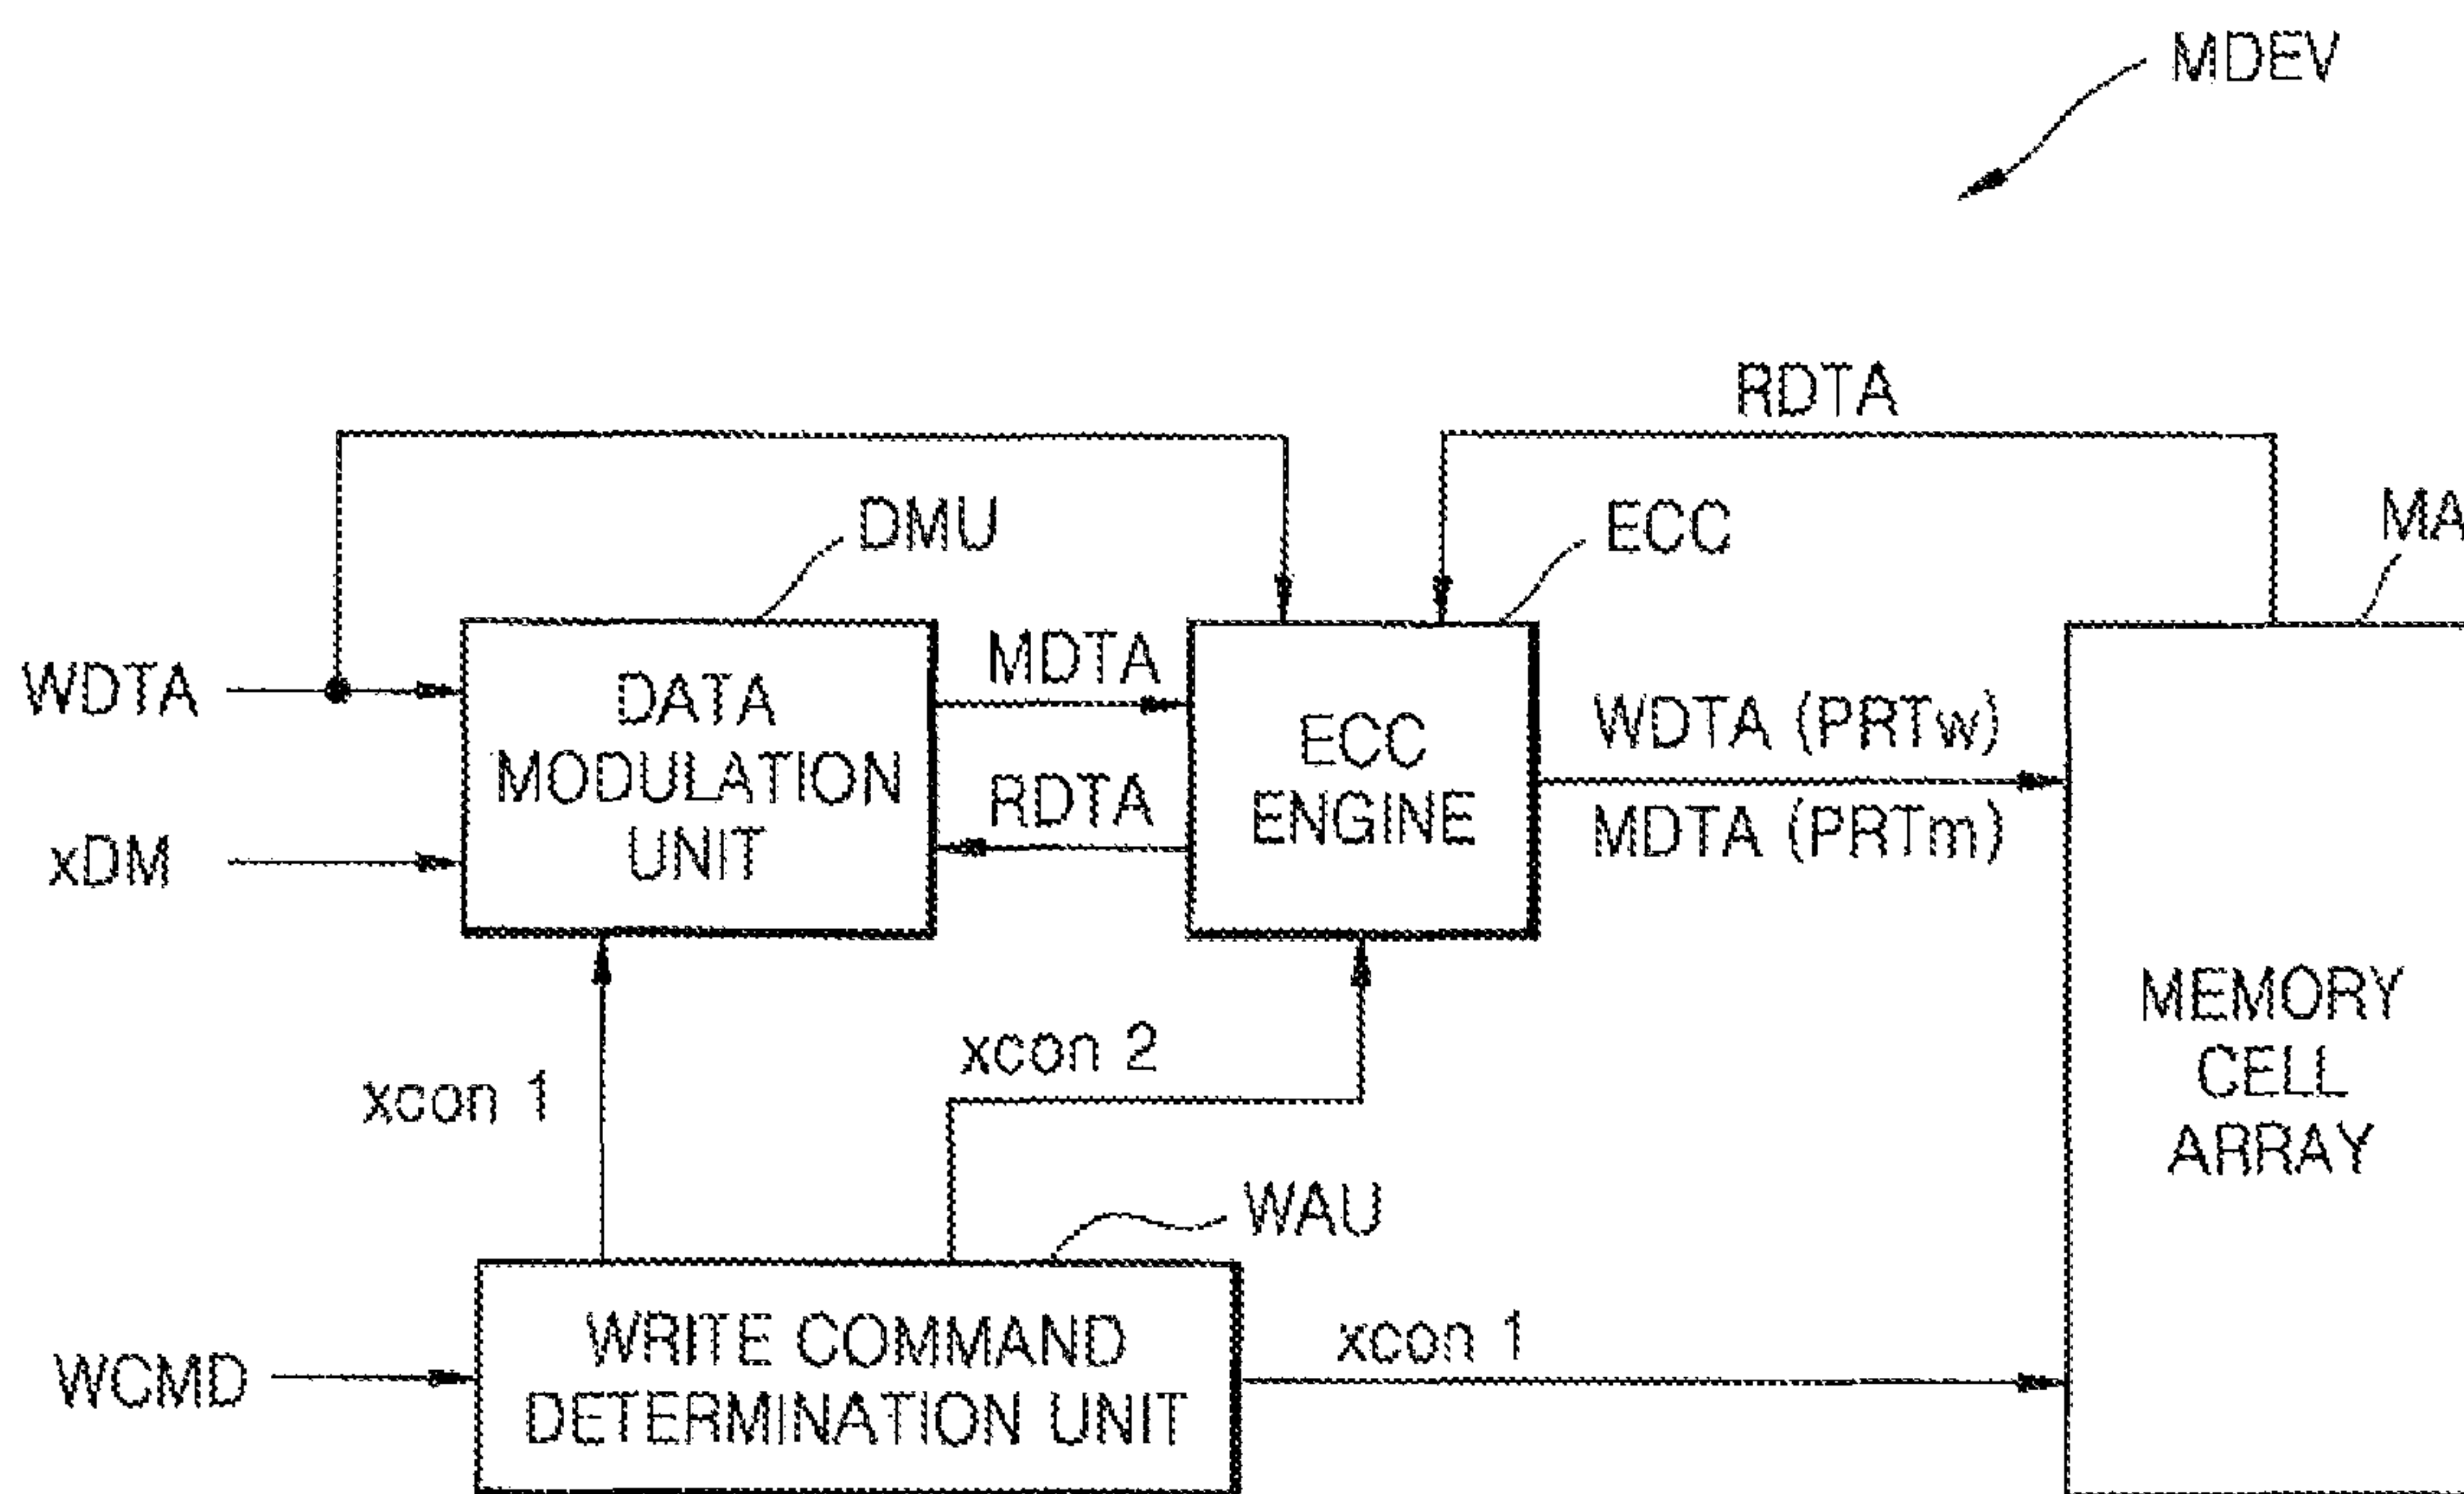 MDEV
RDTA
DMU
ECC
MA
WDTA
xDM
DATA
MODULATION
UNIT
MDTA
RDTA
ECC
ENGINE
WDTA (PRTw)
MDTA (PRTm)
MEMORY
CELL
ARRAY
xcon 1
xcon 2
WAU
WCMD
WRITE COMMAND
DETERMINATION UNIT
xcon 1